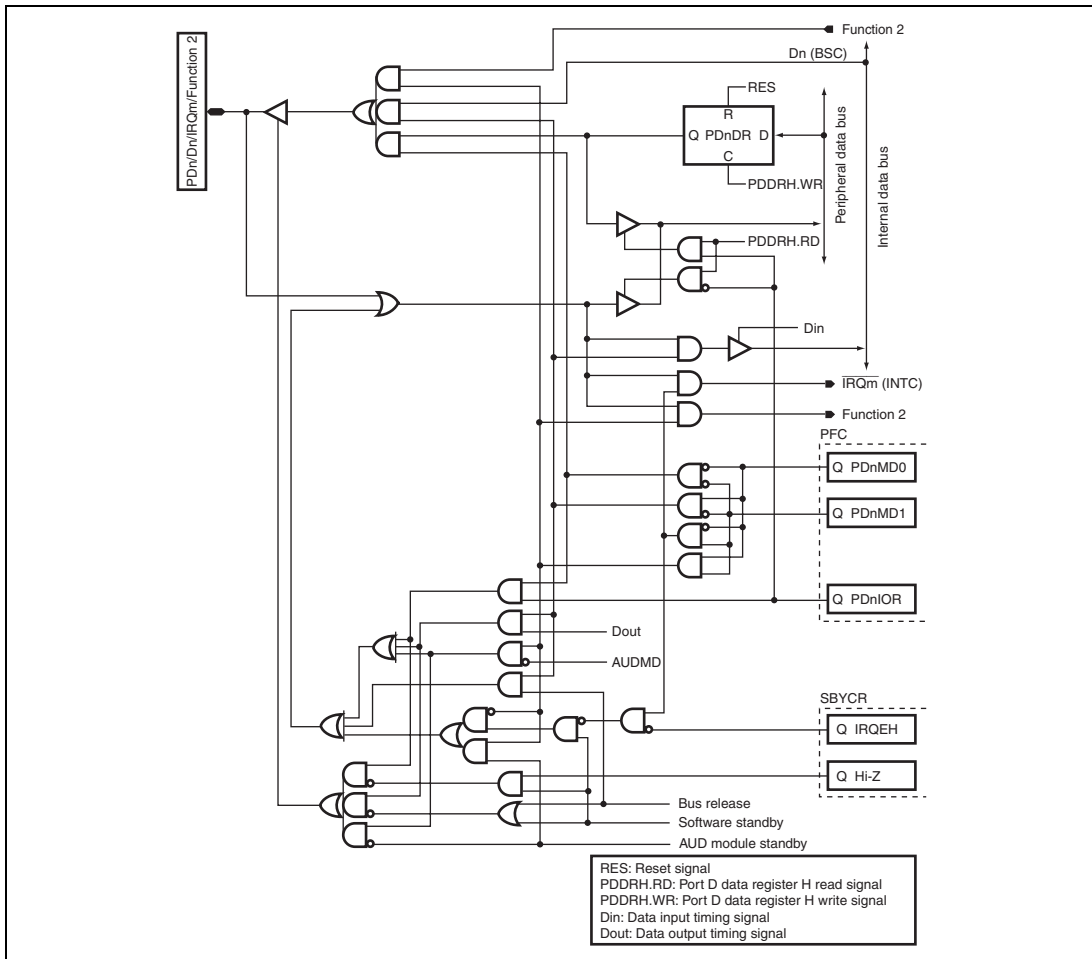 PDn/Dn/IRQm/Function 2
Function 2
Dn (BSC)
RES
R
Q PDnDR D
C
PDDRH.WR
Peripheral data bus
Internal data bus
PDDRH.RD
Din
IRQm (INTC)
Function 2
PFC
Q PDnMD0
Q PDnMD1
Q PDnIOR
Dout
AUDMD
SBYCR
Q IRQEH
Q Hi-Z
Bus release
Software standby
AUD module standby
RES: Reset signal
PDDRH.RD: Port D data register H read signal
PDDRH.WR: Port D data register H write signal
Din: Data input timing signal
Dout: Data output timing signal